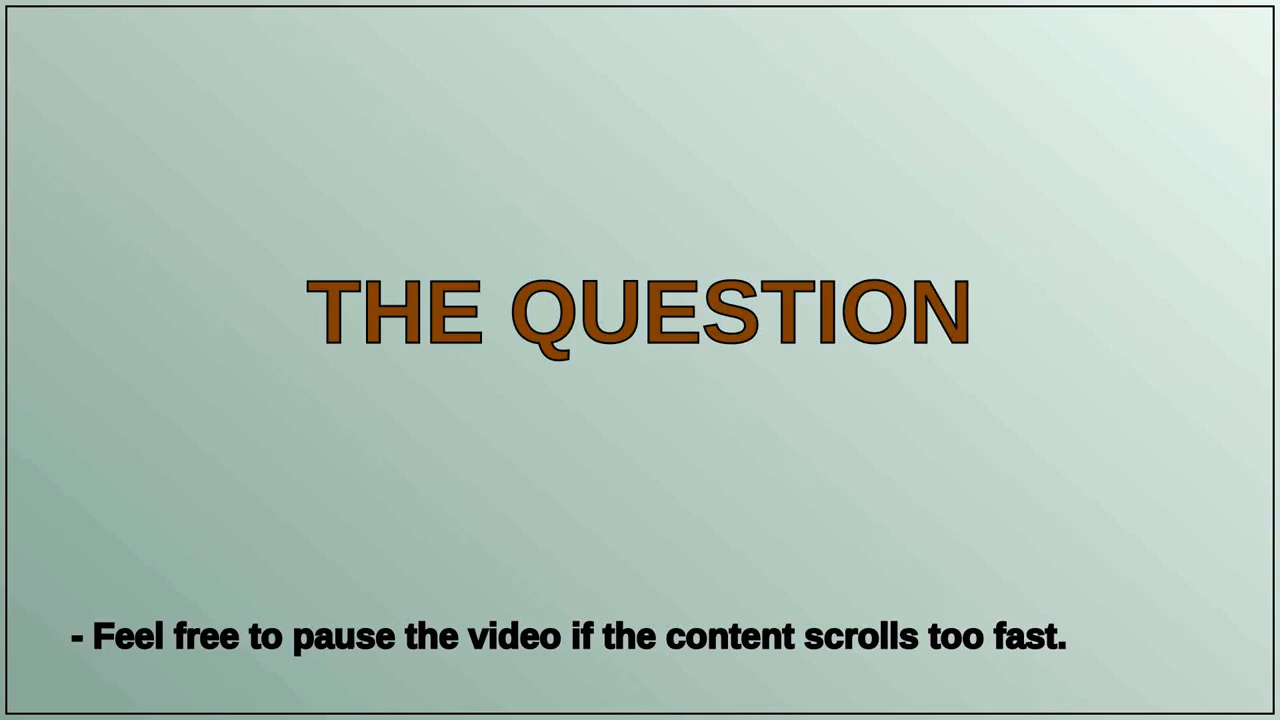 THE QUESTION
- Feel free to pause the video if the content scrolls too fast.